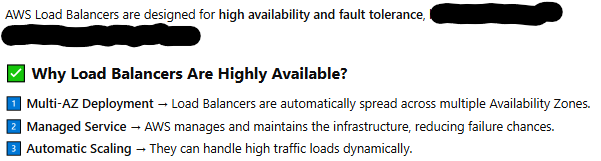 AWS Load Balancers are designed for high availability and fault tolerance,
✅ Why Load Balancers Are Highly Available?
1️⃣ Multi-AZ Deployment → Load Balancers are automatically spread across multiple Availability Zones.
2️⃣ Managed Service → AWS manages and maintains the infrastructure, reducing failure chances.
3️⃣ Automatic Scaling → They can handle high traffic loads dynamically.